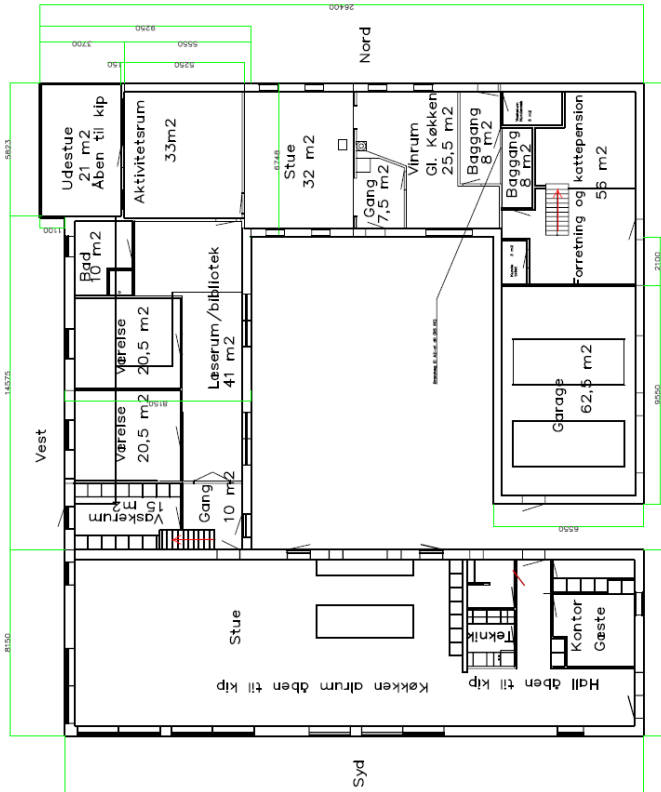 26400
9250
3700
5550
150
5250
Nord
5823
Udestue
21 m2
Åben til kip
Aktivitetsrum
33m2
Stue
32 m2
6748
Gang
7,5 m2
Vinrum
Gl. Køkken
25,5 m2
Baggang
8 m2
Baggang
8 m2
Forretning og kattepension
56 m2
1100
Bad
10 m2
2100
Værelse
20,5 m2
Læserum/bibliotek
41 m2
14575
8150
Værelse
20,5 m2
Garage
62,5 m2
9550
Vest
Vaskerum
15 m2
Gang
10 m2
6550
8150
Stue
Teknik
Kontor
Gæste
Køkken alrum åben til kip
Hall åben til kip
Syd